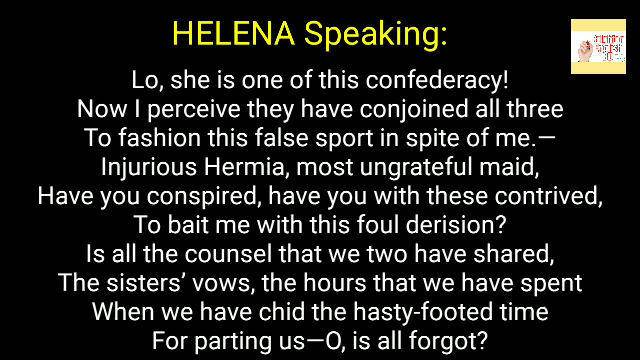 HELENA Speaking:
Lo, she is one of this confederacy!
Now I perceive they have conjoined all three
To fashion this false sport in spite of me.—
Injurious Hermia, most ungrateful maid,
Have you conspired, have you with these contrived,
To bait me with this foul derision?
Is all the counsel that we two have shared,
The sisters’ vows, the hours that we have spent
When we have chid the hasty-footed time
For parting us—O, is all forgot?